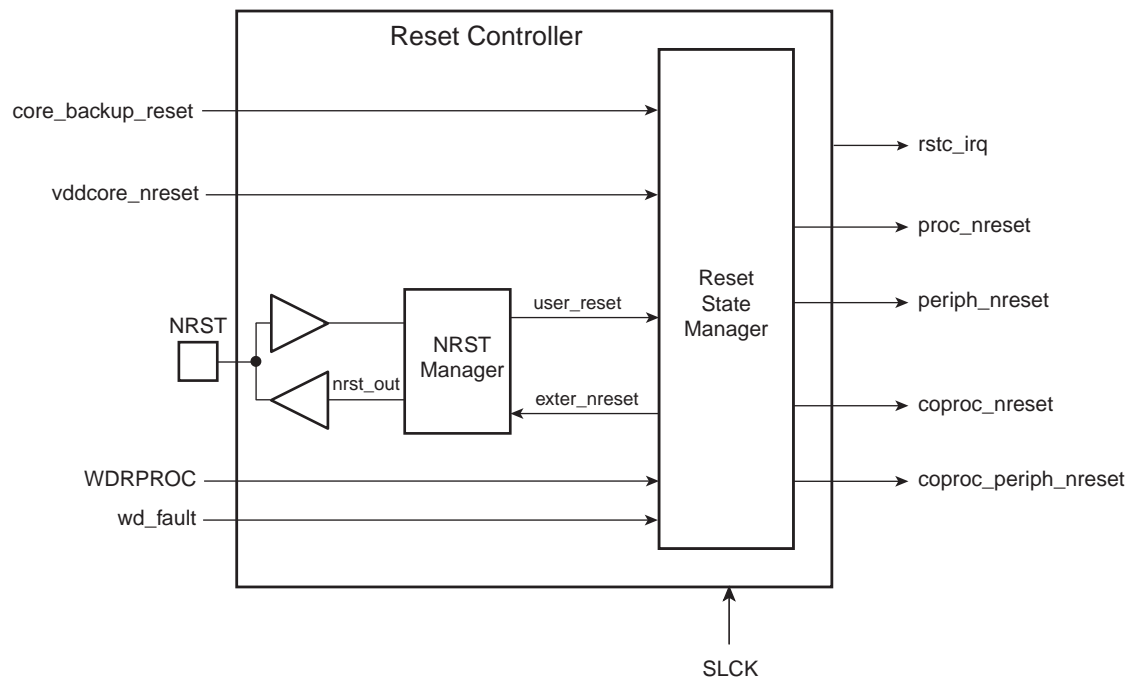 Reset Controller
core_backup_reset
rstc_irq
vddcore_nreset
proc_nreset
Reset
State
Manager
user_reset
periph_nreset
NRST
NRST
Manager
nrst_out
exter_nreset
coproc_nreset
WDRPROC
coproc_periph_nreset
wd_fault
SLCK